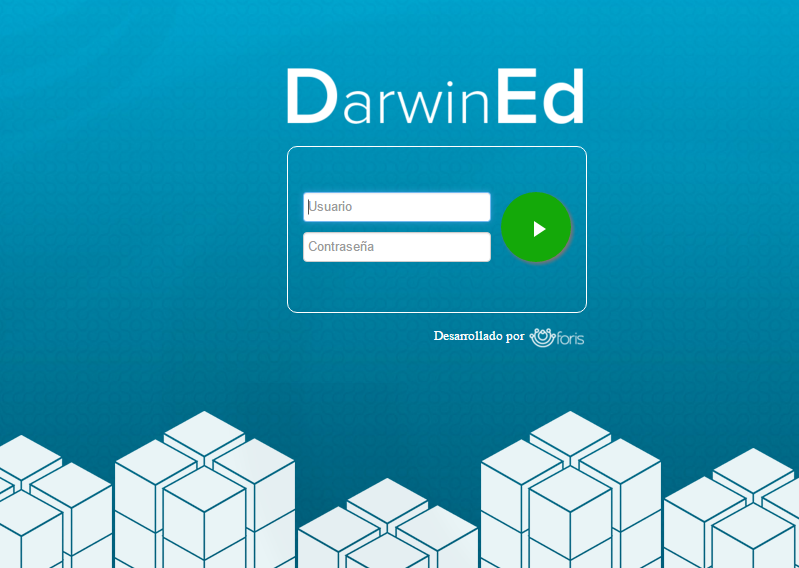 DarwinEd
Usuario
Contraseña
Desarrollado por foris